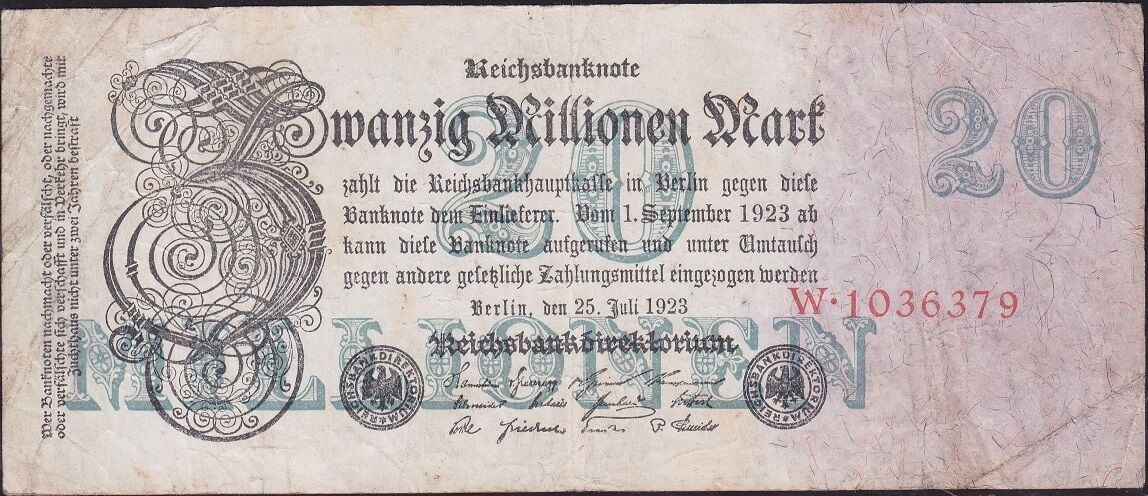 Reichsbanknote
Zwanzig Millionen Mark
20
20
zahlt die Reichsbankhauptkasse in Berlin gegen diese
Banknote dem Einlieferer. Vom 1. September 1923 ab
kann diese Banknote aufgerufen und unter Umtausch
gegen andere gesetzliche Zahlungsmittel eingezogen werden
Berlin, den 25. Juli 1923
W·1036379
Reichsbankdirektorium
MILLIONEN
REICHSBANKDIREKTORIUM
REICHSBANKDIREKTORIUM
Wer Banknoten nachmacht oder verfälscht, oder nachgemachte
oder verfälschte sich verschafft und in Verkehr bringt, wird mit
Zuchthaus nicht unter zwei Jahren bestraft